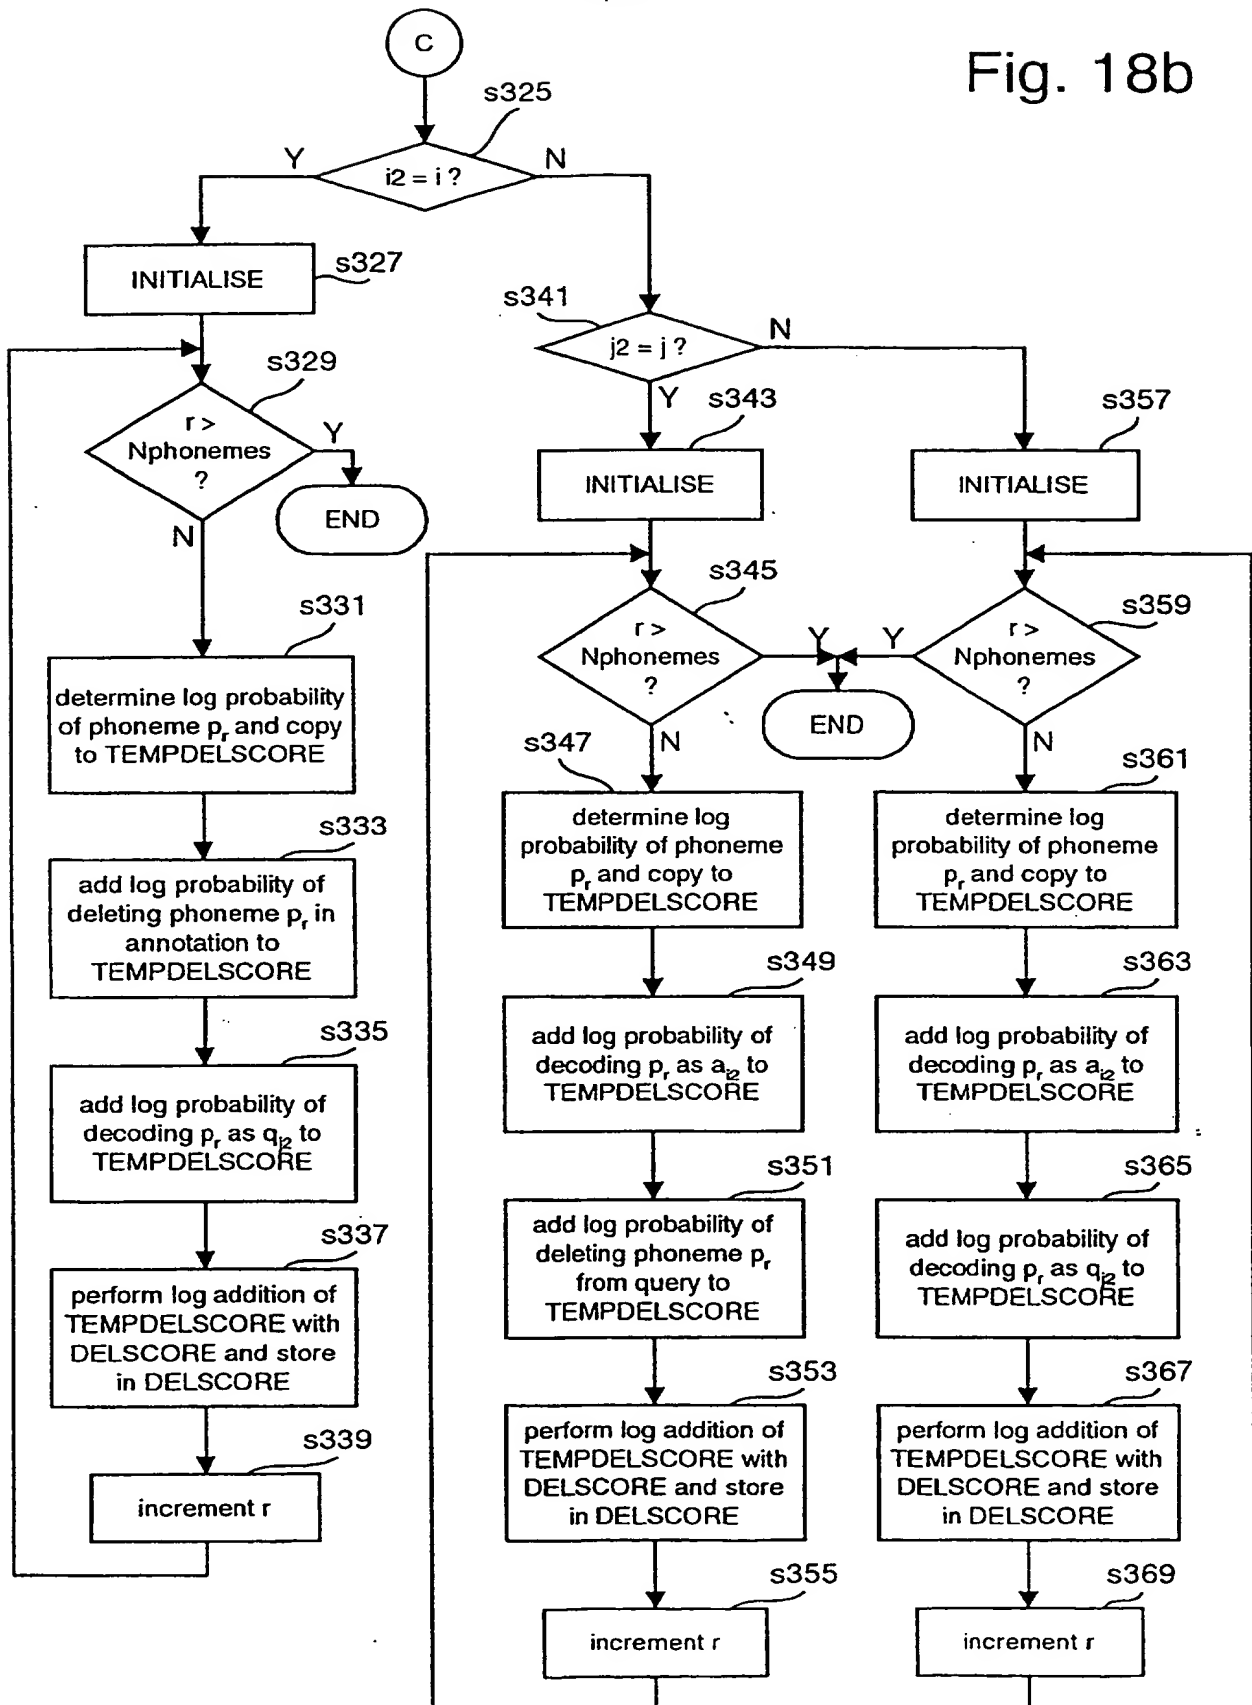 Fig. 18b
C
s325
Y
i2 = i ?
N
INITIALISE
s327
s329
r >
Nphonemes
?
Y
END
N
s331
determine log probability
of phoneme pr and copy
to TEMPDELSCORE
s333
add log probability of
deleting phoneme pr in
annotation to
TEMPDELSCORE
s335
add log probability of
decoding pr as qj2 to
TEMPDELSCORE
s337
perform log addition of
TEMPDELSCORE with
DELSCORE and store
in DELSCORE
s339
increment r
s341
j2 = j ?
N
Y
s343
INITIALISE
s345
r >
Nphonemes
?
Y
END
N
s347
determine log
probability of phoneme
pr and copy to
TEMPDELSCORE
s349
add log probability of
decoding pr as ai2 to
TEMPDELSCORE
s351
add log probability of
deleting phoneme pr
from query to
TEMPDELSCORE
s353
perform log addition of
TEMPDELSCORE with
DELSCORE and store
in DELSCORE
s355
increment r
s357
INITIALISE
s359
r >
Nphonemes
?
Y
N
s361
determine log
probability of phoneme
pr and copy to
TEMPDELSCORE
s363
add log probability of
decoding pr as ai2 to
TEMPDELSCORE
s365
add log probability of
decoding pr as qj2 to
TEMPDELSCORE
s367
perform log addition of
TEMPDELSCORE with
DELSCORE and store
in DELSCORE
s369
increment r